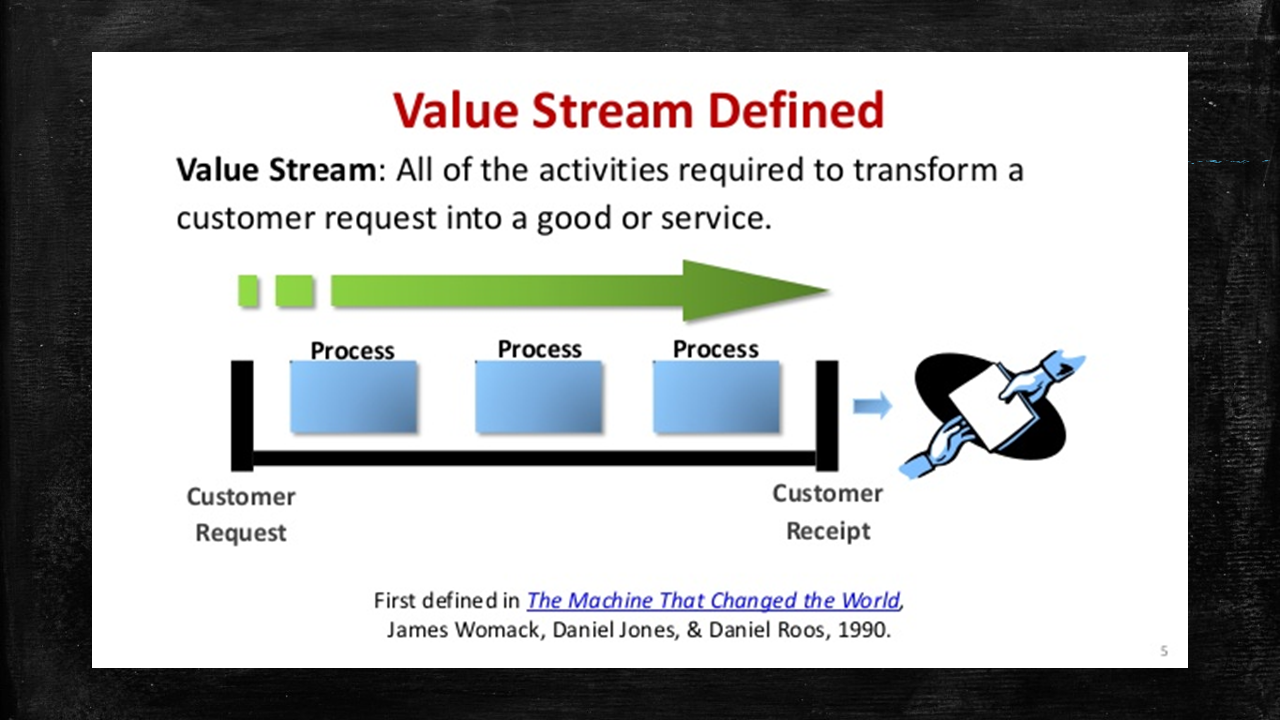 Value Stream Defined
Value Stream: All of the activities required to transform a
customer request into a good or service.
Process
Process
Process
Customer
Request
Customer
Receipt
First defined in The Machine That Changed the World,
James Womack, Daniel Jones, & Daniel Roos, 1990.
5